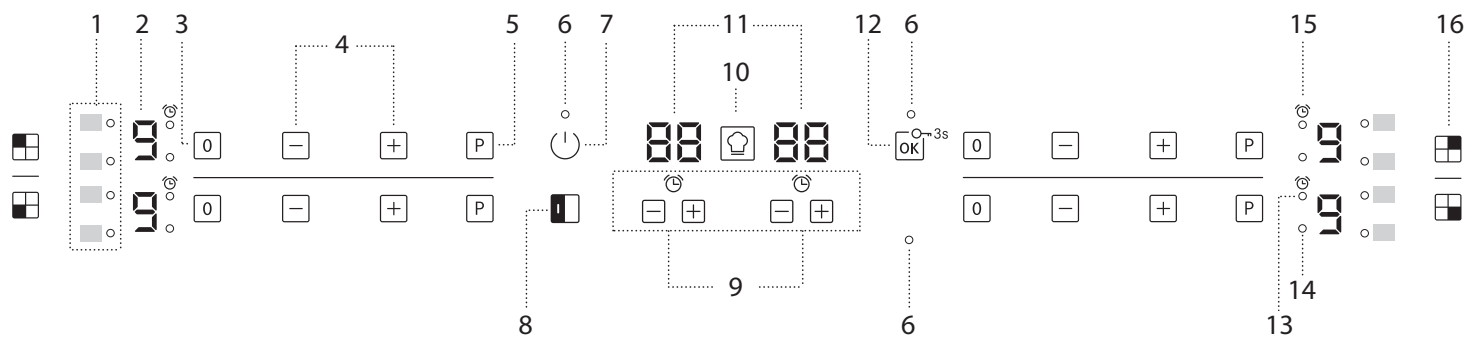 1 2 3 4 5 6 7 11 10 12 6 15 16
9 0 − + P 88 88 OK 3s 0 − + P 9
9 0 − + P − + − + 0 − + P 9
8 9 6 13 14